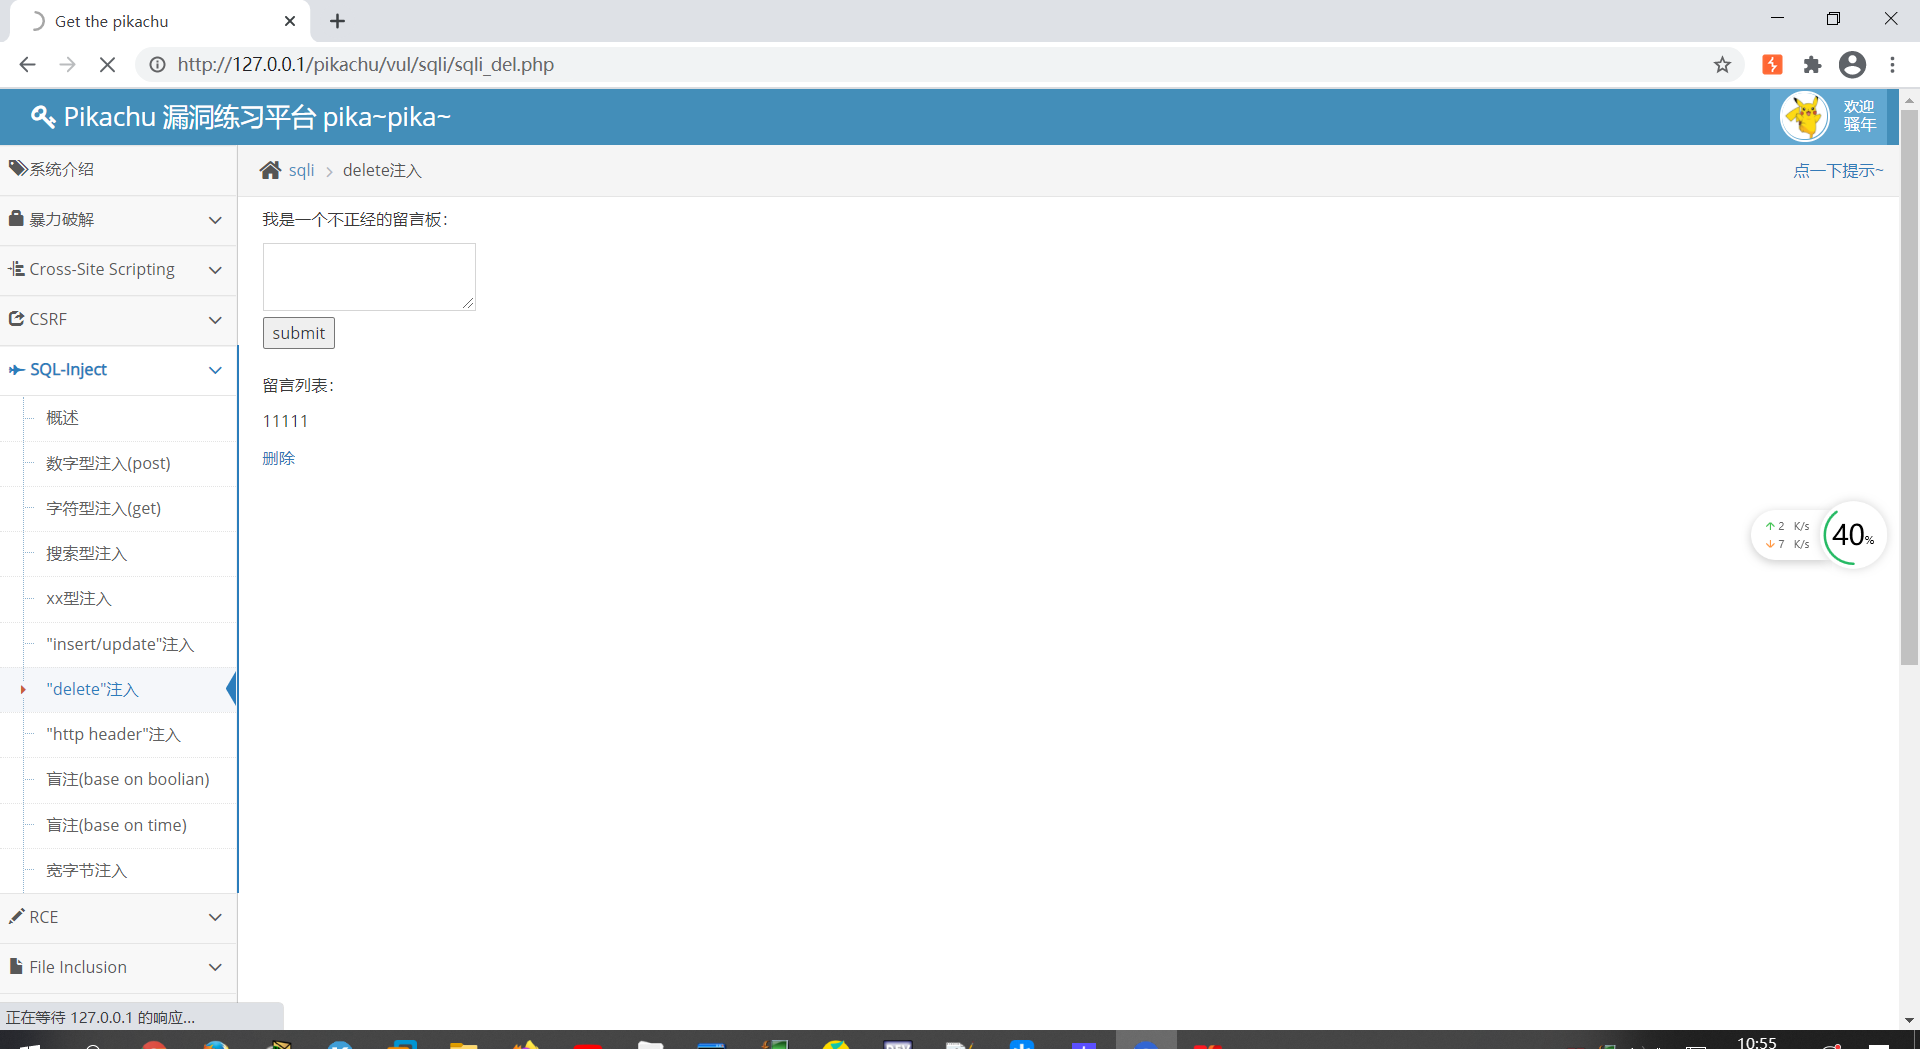 Get the pikachu
http://127.0.0.1/pikachu/vul/sqli/sqli_del.php
Pikachu 漏洞练习平台 pika~pika~
欢迎
骚年
系统介绍
暴力破解
Cross-Site Scripting
CSRF
SQL-Inject
概述
数字型注入(post)
字符型注入(get)
搜索型注入
xx型注入
"insert/update"注入
"delete"注入
"http header"注入
盲注(base on boolian)
盲注(base on time)
宽字节注入
RCE
File Inclusion
sqli > delete注入
点一下提示~
我是一个不正经的留言板：
submit
留言列表：
11111
删除
2 K/s
7 K/s
40%
正在等待 127.0.0.1 的响应...
10:55